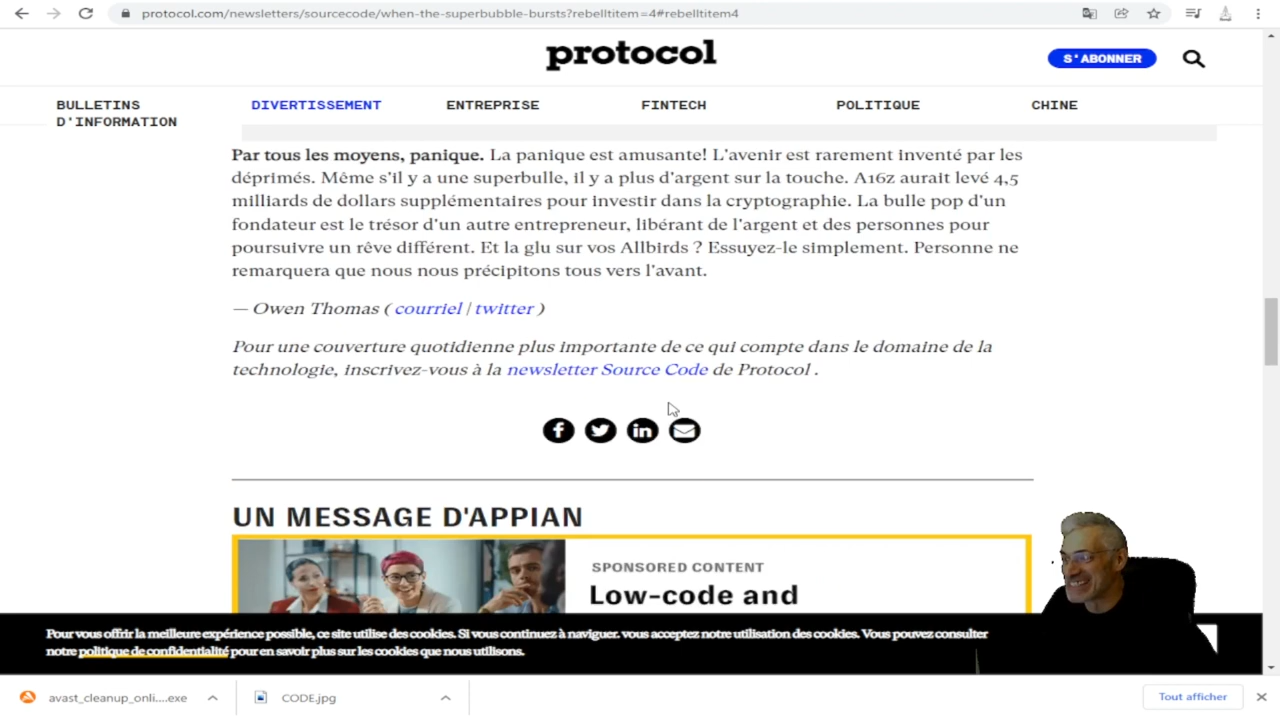 protocol.com/newsletters/sourcecode/when-the-superbubble-bursts?rebelltitem=4#rebelltitem4
protocol
S'ABONNER
BULLETINS
D'INFORMATION
DIVERTISSEMENT
ENTREPRISE
FINTECH
POLITIQUE
CHINE
Par tous les moyens, panique. La panique est amusante! L'avenir est rarement inventé par les
déprimés. Même s'il y a une superbulle, il y a plus d'argent sur la touche. A16z aurait levé 4,5
milliards de dollars supplémentaires pour investir dans la cryptographie. La bulle pop d'un
fondateur est le trésor d'un autre entrepreneur, libérant de l'argent et des personnes pour
poursuivre un rêve différent. Et la glu sur vos Allbirds ? Essuyez-le simplement. Personne ne
remarquera que nous nous précipitons tous vers l'avant.
— Owen Thomas ( courriel | twitter )
Pour une couverture quotidienne plus importante de ce qui compte dans le domaine de la
technologie, inscrivez-vous à la newsletter Source Code de Protocol .
UN MESSAGE D'APPIAN
SPONSORED CONTENT
Low-code and
Pour vous offrir la meilleure expérience possible, ce site utilise des cookies. Si vous continuez à naviguer. vous acceptez notre utilisation des cookies. Vous pouvez consulter
notre politique de confidentialité pour en savoir plus sur les cookies que nous utilisons.
avast_cleanup_onli....exe
CODE.jpg
Tout afficher